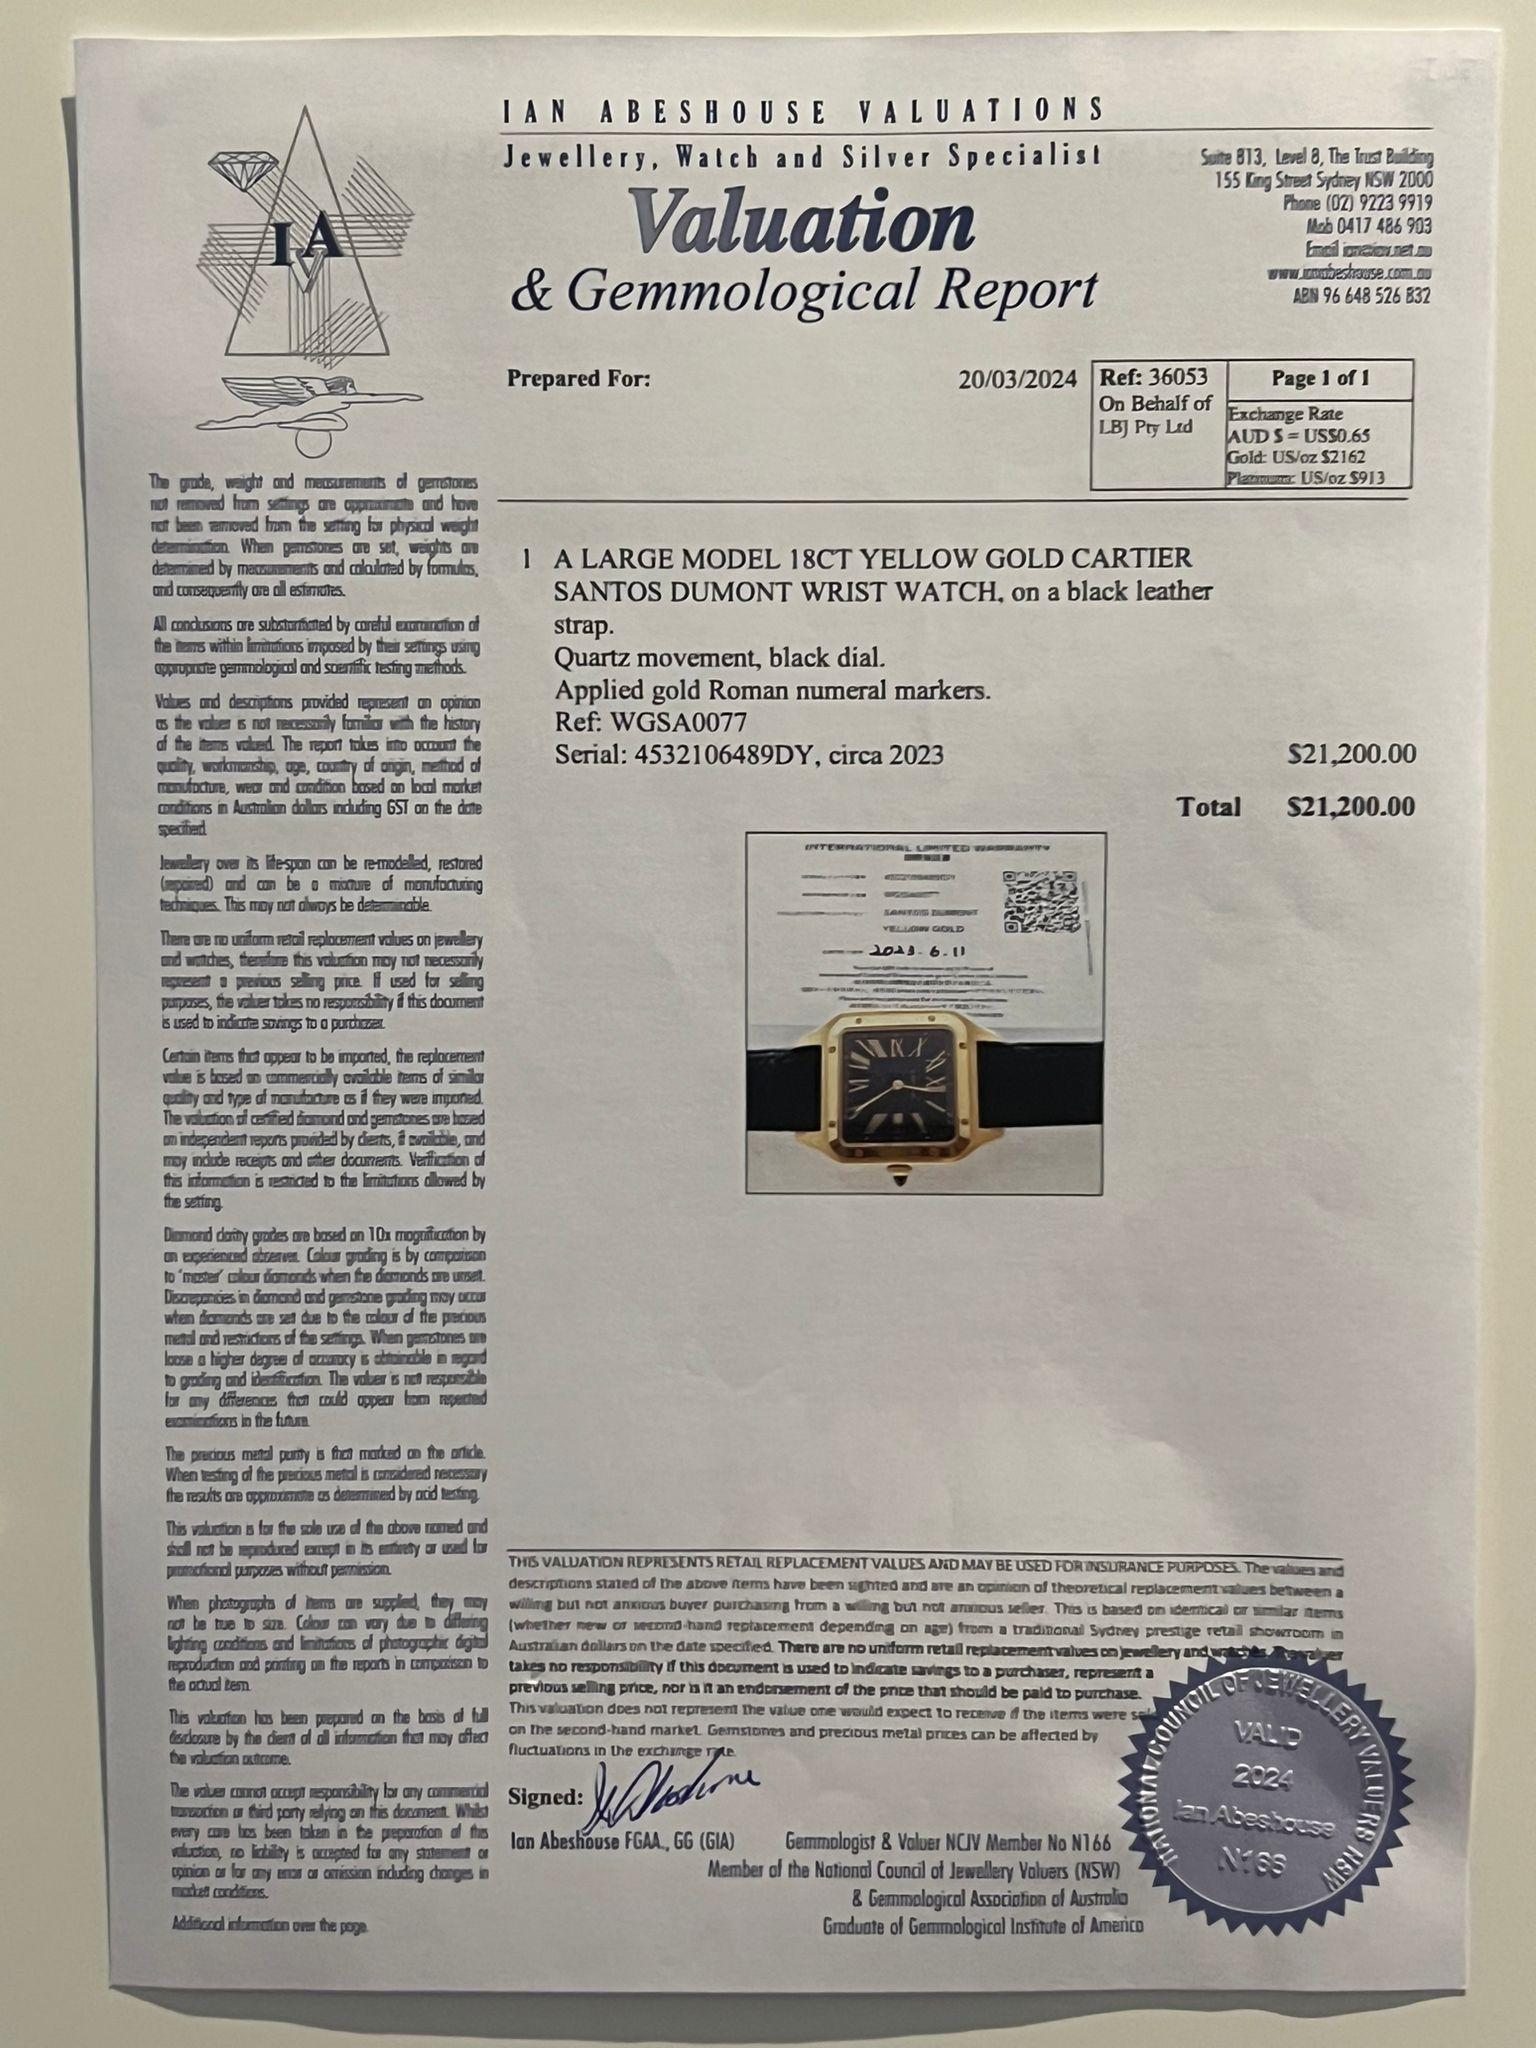 IAN ABESHOUSE VALUATIONS
Jewellery, Watch and Silver Specialist
Valuation
& Gemmological Report
Suite 813, Level 8, The Trust Building
155 King Street Sydney NSW 2000
Phone (02) 9223 9919
Mob 0417 486 903
Email
ABN 96 648 526 832
IVA
Prepared For:
20/03/2024
Ref: 36053
On Behalf of
LBJ Pty Ltd
Page 1 of 1
Exchange Rate
AUD $ = US$0.65
Gold: US/oz $2162
Platinum: US/oz $913
The grade, weight and measurements of gemstones
not removed from settings are approximate and have
not been removed from the setting for physical weight
determination. When gemstones are set, weights are
determined by measurements and calculated by formulas,
and consequently are all estimates.
All conclusions are substantiated by careful examination of
the items within limitations imposed by their settings using
appropriate gemmological and scientific testing methods.
Values and descriptions provided represent an opinion
as the valuer is not necessarily familiar with the history
of the items valued. The report takes into account the
quality, workmanship, age, country of origin, method of
manufacture, wear and condition based on local market
conditions in Australian dollars including GST on the date
specified.
Jewellery over its life-span can be re-modelled, restored
(repaired) and can be a mixture of manufacturing
techniques. This may not always be determinable.
There are no uniform retail replacement values on jewellery
and watches, therefore this valuation may not necessarily
represent a previous selling price. If used for selling
purposes, the valuer takes no responsibility if this document
is used to indicate savings to a purchaser.
Certain items that appear to be imported, the replacement
value is based on commercially available items of similar
quality and type of manufacture as if they were imported.
The valuation of certified diamond and gemstones are based
on independent reports provided by clients, if available, and
may include receipts and other documents. Verification of
this information is restricted to the limitations allowed by
the setting.
Diamond clarity grades are based on 10x magnification by
an experienced observer. Colour grading is by comparison
to 'master' colour diamonds when the diamonds are unset.
Discrepancies in diamond and gemstone grading may occur
when diamonds are set due to the colour of the precious
metal and restrictions of the settings. When gemstones are
loose a higher degree of accuracy is obtainable in regard
to grading and identification. The valuer is not responsible
for any differences that could appear from repeated
examinations in the future.
The precious metal purity is that marked on the article.
When testing of the precious metal is considered necessary
the results are approximate as determined by acid testing.
This valuation is for the sole use of the above named and
shall not be reproduced except in its entirety or used for
promotional purposes without permission.
When photographs of items are supplied, they may
not be true to size. Colour can vary due to differing
lighting conditions and limitations of photographic digital
reproduction and printing on the reports in comparison to
the actual item.
This valuation has been prepared on the basis of full
disclosure by the client of all information that may affect
the valuation outcome.
The valuer cannot accept responsibility for any commercial
transaction or third party relying on this document. Whilst
every care has been taken in the preparation of this
valuation, no liability is accepted for any statement or
opinion or for any error or omission including changes in
market conditions.
Additional information over the page.
1 A LARGE MODEL 18CT YELLOW GOLD CARTIER
SANTOS DUMONT WRIST WATCH, on a black leather
strap.
Quartz movement, black dial.
Applied gold Roman numeral markers.
Ref: WGSA0077
Serial: 4532106489DY, circa 2023 $21,200.00
Total $21,200.00
INTERNATIONAL LIMITED WARRANTY
SANTOS DUMONT
YELLOW GOLD
2023.6.11
THIS VALUATION REPRESENTS RETAIL REPLACEMENT VALUES AND MAY BE USED FOR INSURANCE PURPOSES. The values and
descriptions stated of the above items have been sighted and are an opinion of theoretical replacement values between a
willing but not anxious buyer purchasing from a willing but not anxious seller. This is based on identical or similar items
(whether new or second-hand replacement depending on age) from a traditional Sydney prestige retail showroom in
Australian dollars on the date specified. There are no uniform retail replacement values on jewellery and watches. The valuer
takes no responsibility if this document is used to indicate savings to a purchaser, represent a
previous selling price, nor is it an endorsement of the price that should be paid to purchase.
This valuation does not represent the value one would expect to receive if the items were sol
on the second-hand market. Gemstones and precious metal prices can be affected by
fluctuations in the exchange rate.
Signed: Abeshouse
Ian Abeshouse FGAA., GG (GIA) Gemmologist & Valuer NCJV Member No N166
Member of the National Council of Jewellery Valuers (NSW)
& Gemmological Association of Australia
Graduate of Gemmological Institute of America
NATIONAL COUNCIL OF JEWELLERY VALUERS NSW
VALID
2024
Ian Abeshouse
N166